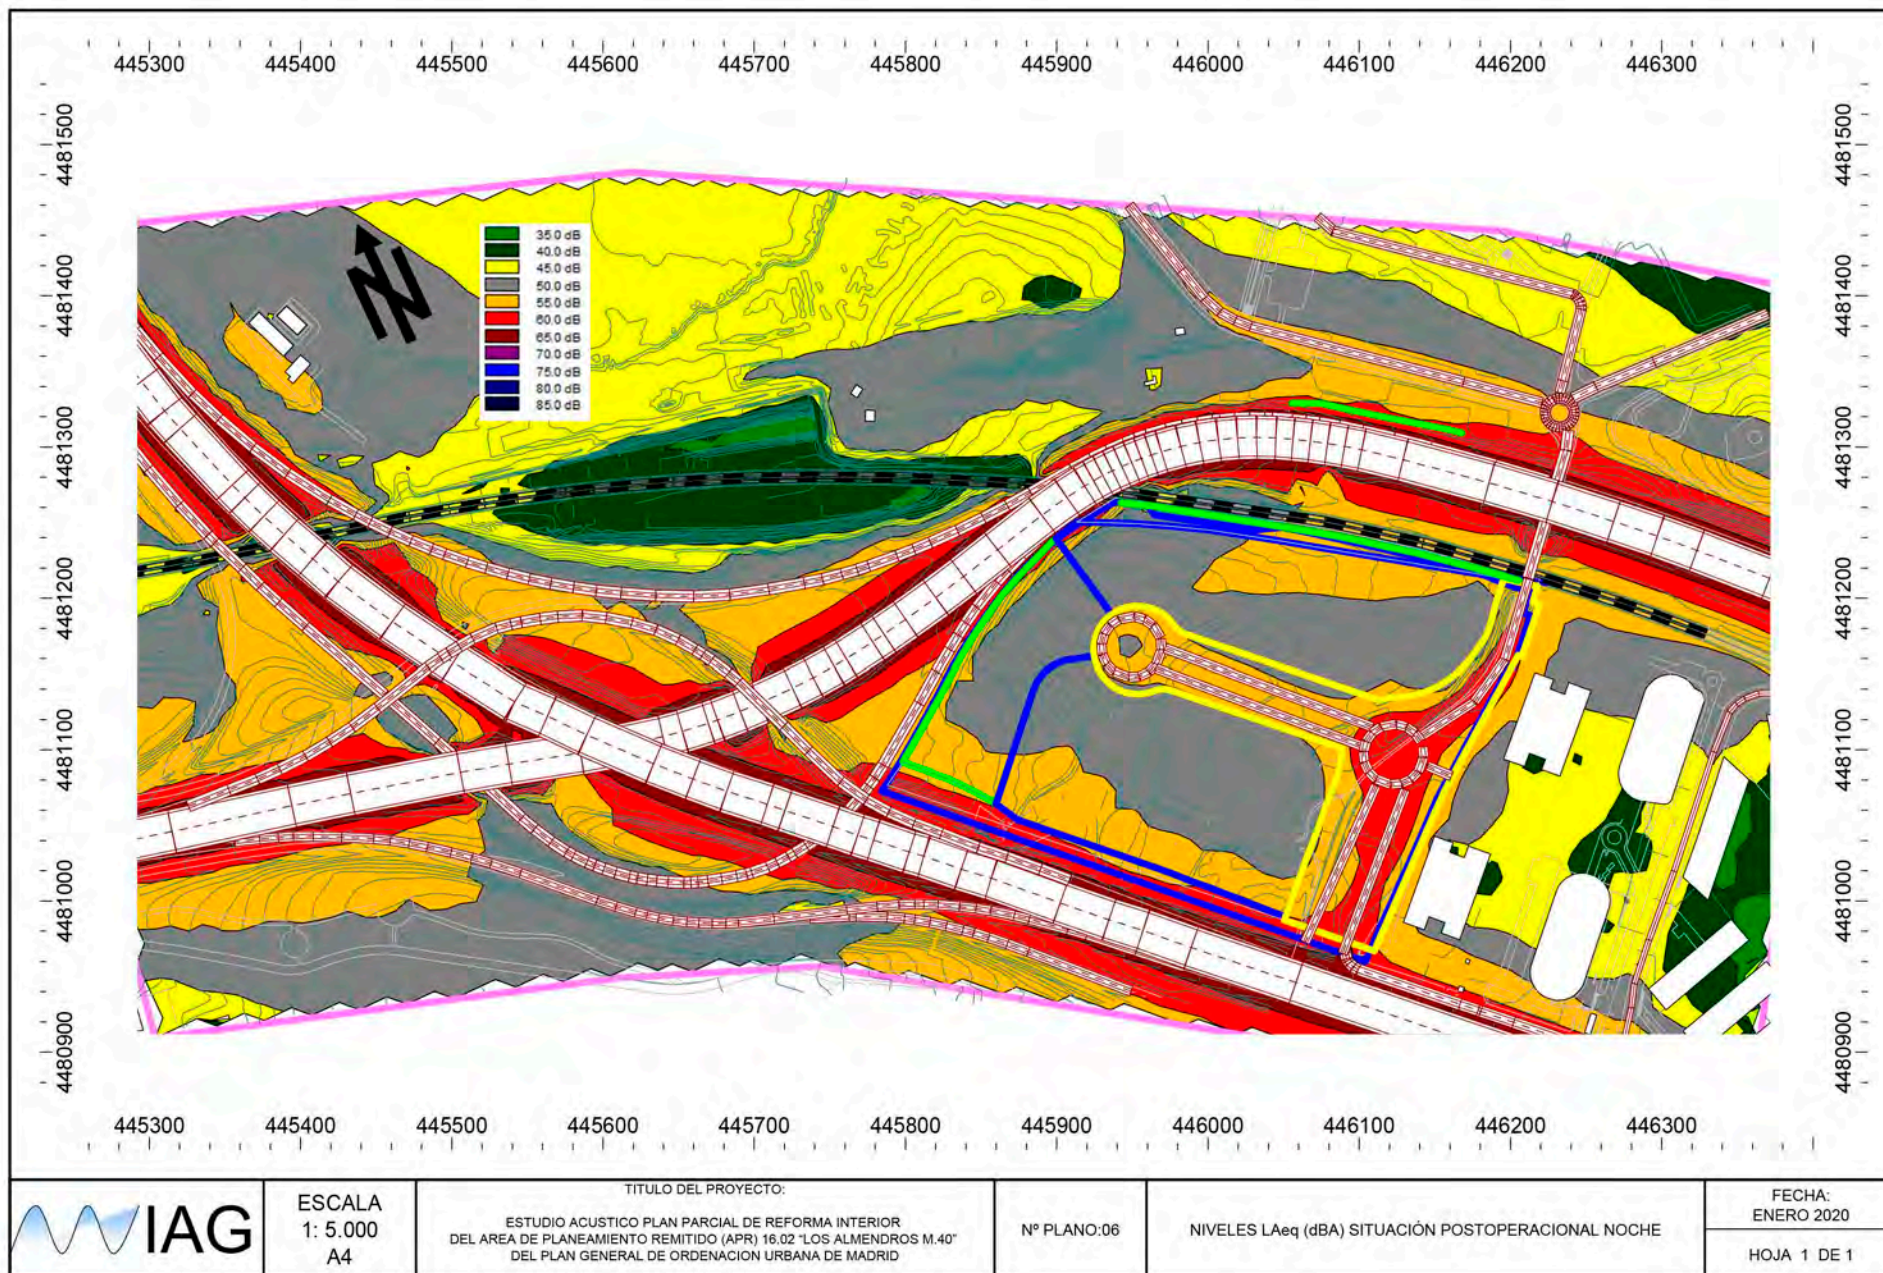 445300 445400 445500 445600 445700 445800 445900 446000 446100 446200 446300
4481500
4481400
4481300
4481200
4481100
4481000
4480900
4481500
4481400
4481300
4481200
4481100
4481000
4480900
N
35.0 dB
40.0 dB
45.0 dB
50.0 dB
55.0 dB
60.0 dB
65.0 dB
70.0 dB
75.0 dB
80.0 dB
85.0 dB
445300 445400 445500 445600 445700 445800 445900 446000 446100 446200 446300
IAG
ESCALA
1: 5.000
A4
TITULO DEL PROYECTO:
ESTUDIO ACUSTICO PLAN PARCIAL DE REFORMA INTERIOR
DEL AREA DE PLANEAMIENTO REMITIDO (APR) 16.02 "LOS ALMENDROS M.40"
DEL PLAN GENERAL DE ORDENACION URBANA DE MADRID
Nº PLANO:06
NIVELES LAeq (dBA) SITUACIÓN POSTOPERACIONAL NOCHE
FECHA:
ENERO 2020
HOJA 1 DE 1